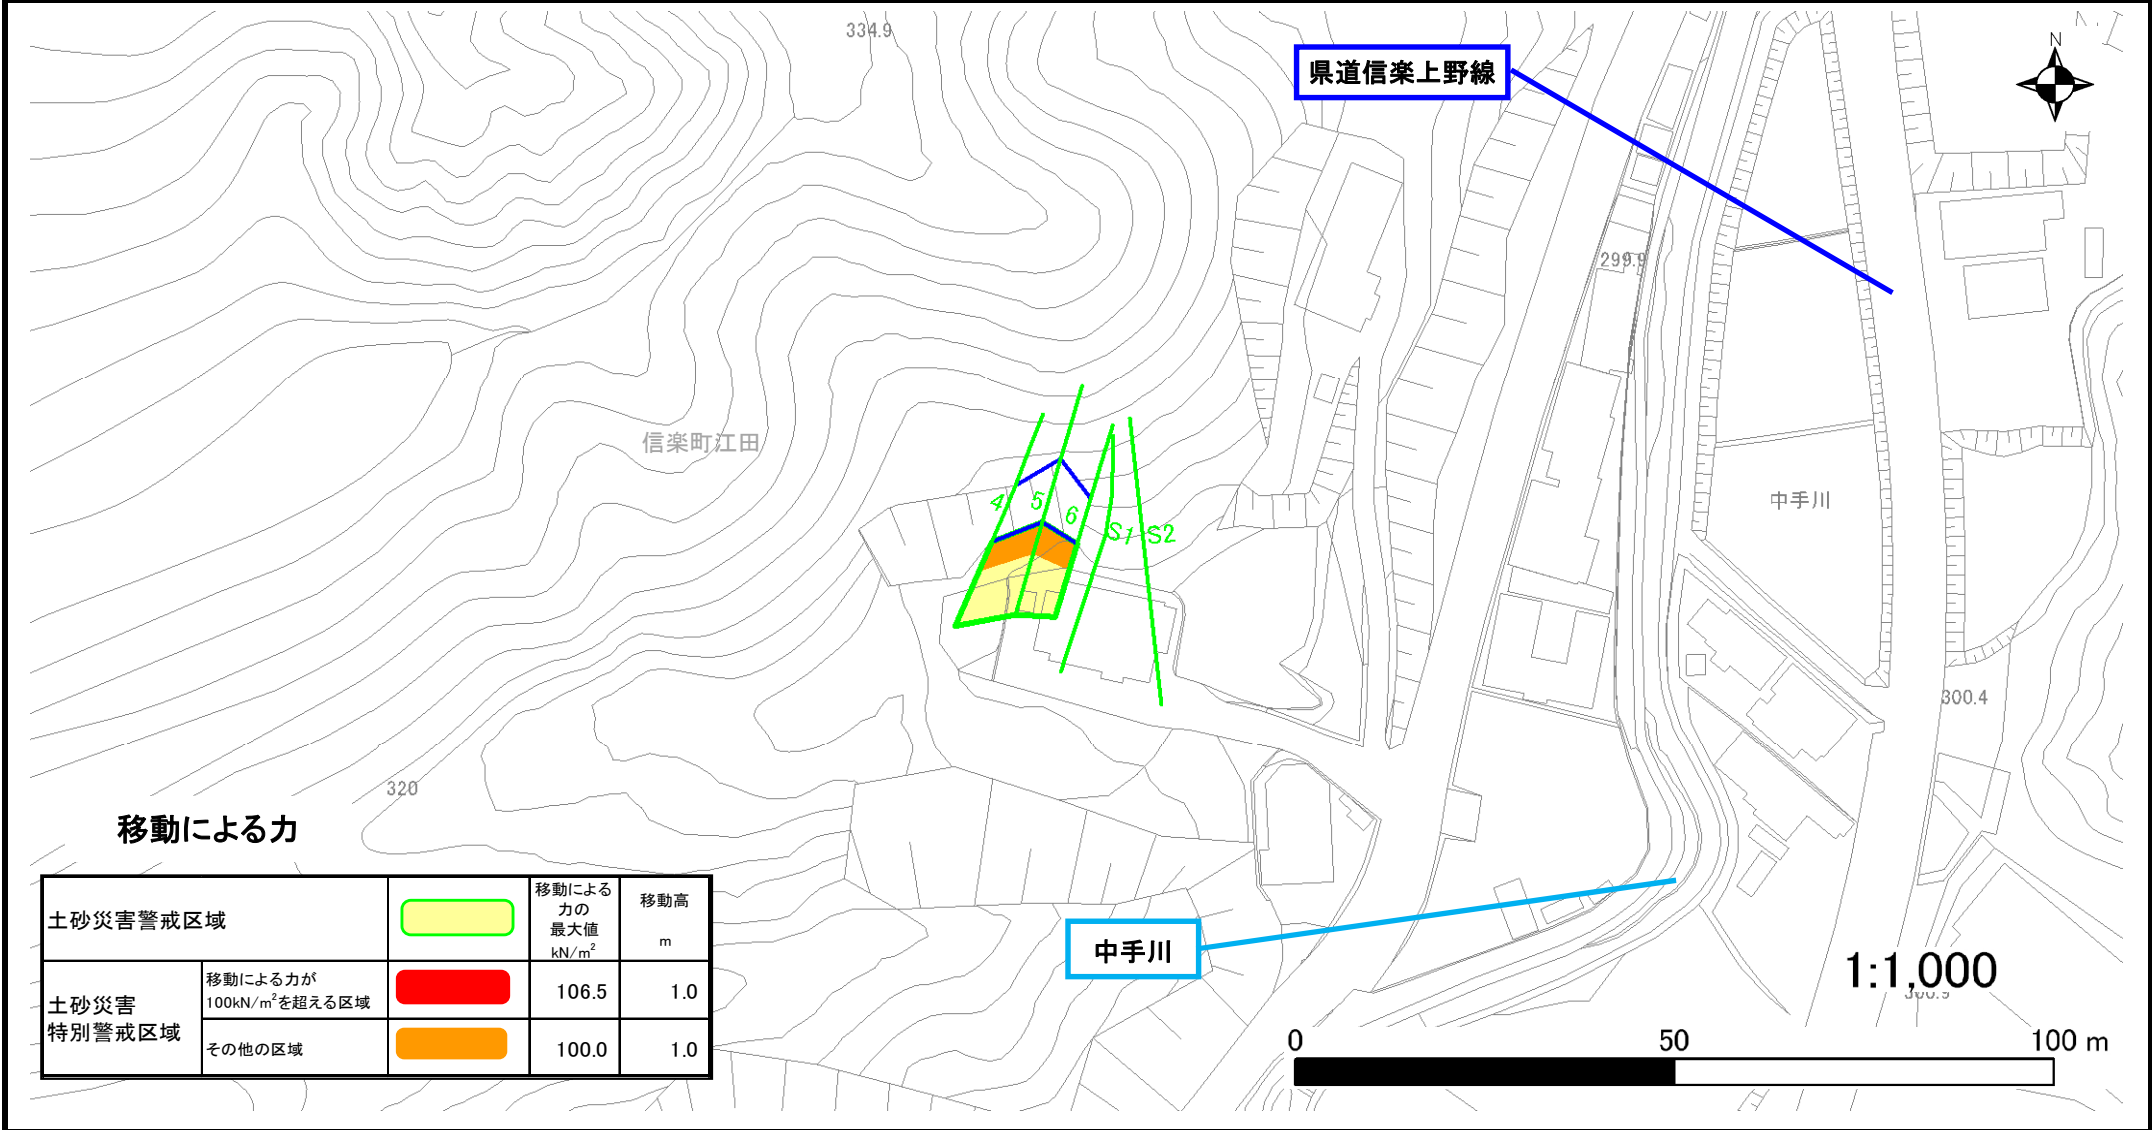 334.9
県道信楽上野線
N
299.9
信楽町江田
中手川
4
5
6
S1
S2
300.4
320
移動による力
土砂災害警戒区域
移動による
力の
最大値
kN/m²
移動高
m
土砂災害
特別警戒区域
移動による力が
100kN/m²を超える区域
106.5
1.0
その他の区域
100.0
1.0
中手川
1:1,000
300.9
0
50
100 m